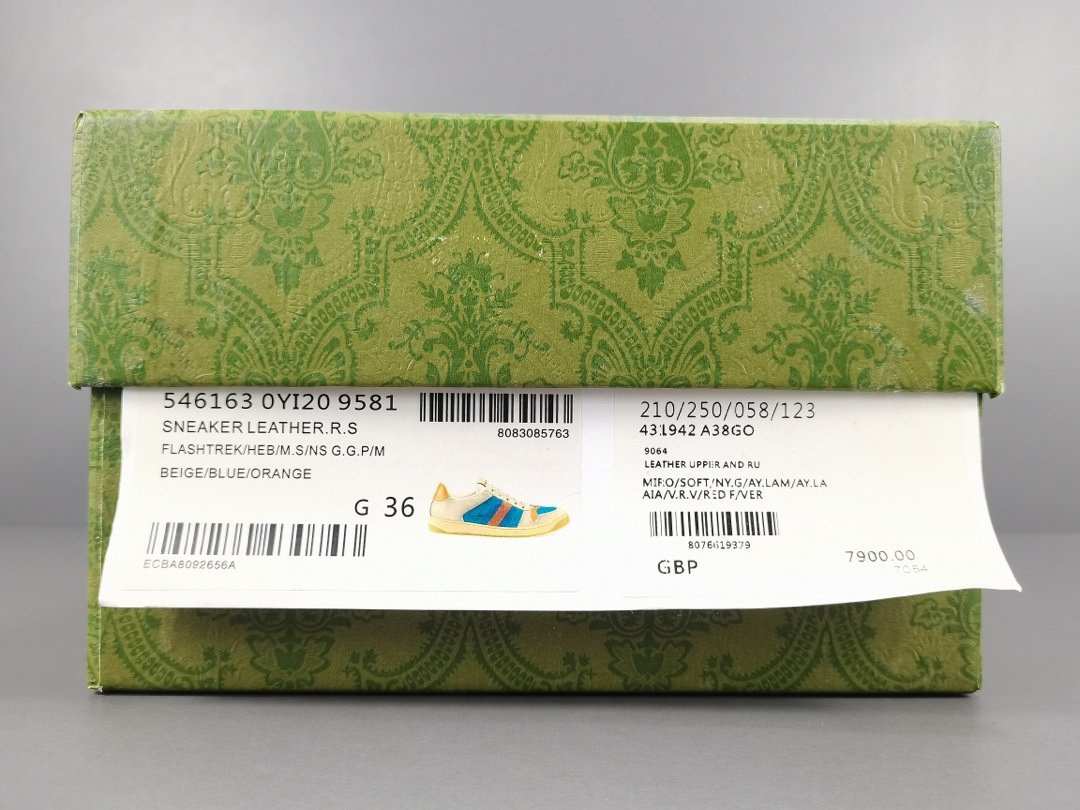 546163 0YI20 9581
8083085763
SNEAKER LEATHER.R.S
FLASHTREK/HEB/M.S/NS G.G.P/M
BEIGE/BLUE/ORANGE
G 36
ECBA8092656A
210/250/058/123
431942 A38GO
9064
LEATHER UPPER AND RU
MIF:O/SOFT/NY.G/AY.LAM/AY.LA
AIA/V.R.V/RED F/VER
8076619379
GBP
7900.00
7064